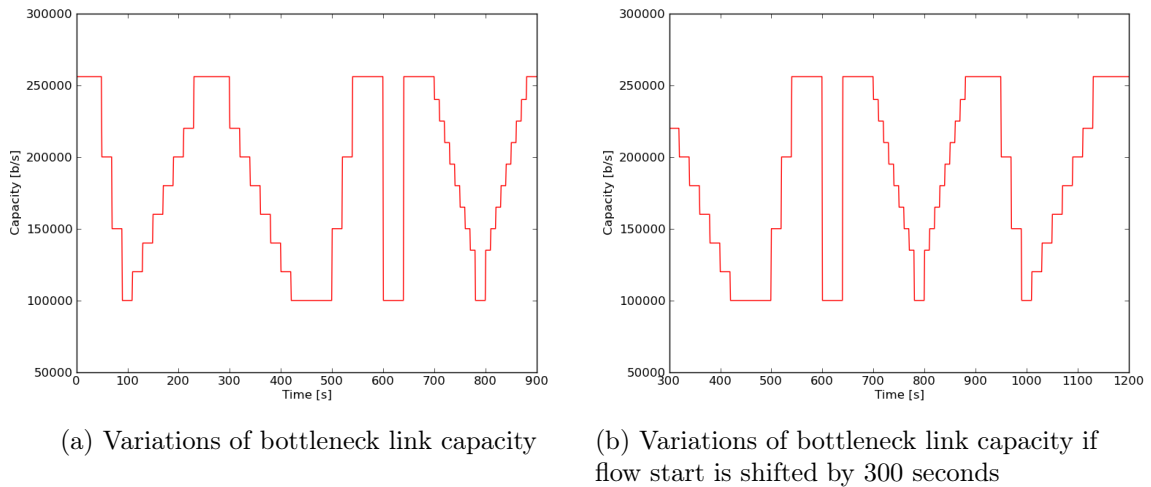 300000
250000
200000
150000
100000
50000
Capacity [b/s]
0 100 200 300 400 500 600 700 800 900
Time [s]
300000
250000
200000
150000
100000
50000
Capacity [b/s]
300 400 500 600 700 800 900 1000 1100 1200
Time [s]
(a) Variations of bottleneck link capacity
(b) Variations of bottleneck link capacity if
flow start is shifted by 300 seconds